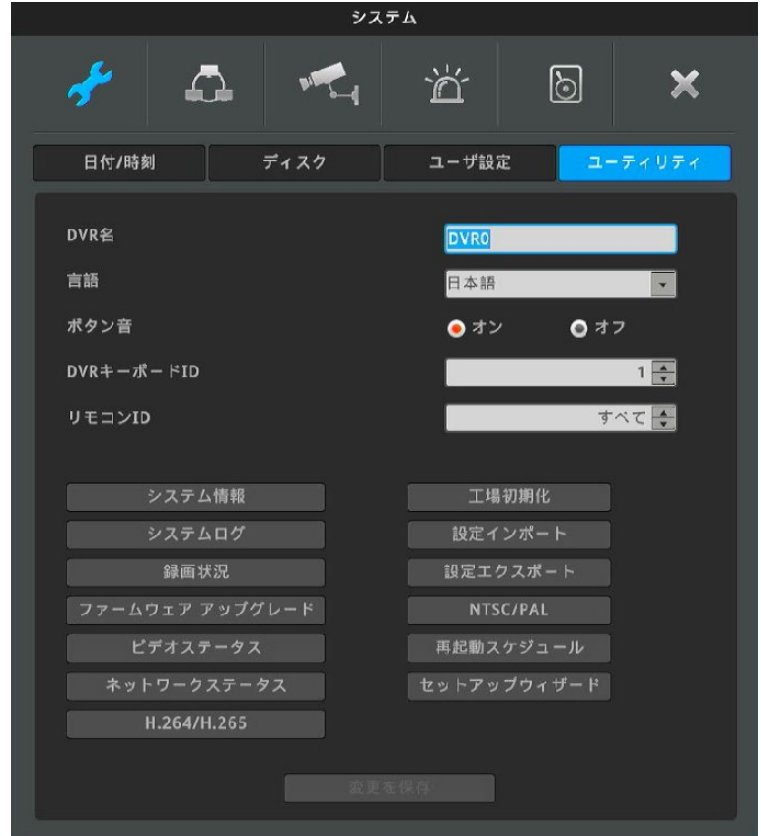 システム
日付/時刻 ディスク ユーザ設定 ユーティリティ
DVR名 DVR0
言語 日本語
ボタン音 オン オフ
DVRキーボードID 1
リモコンID すべて
システム情報 工場初期化
システムログ 設定インポート
録画状況 設定エクスポート
ファームウェア アップグレード NTSC/PAL
ビデオステータス 再起動スケジュール
ネットワークステータス セットアップウィザード
H.264/H.265
変更を保存